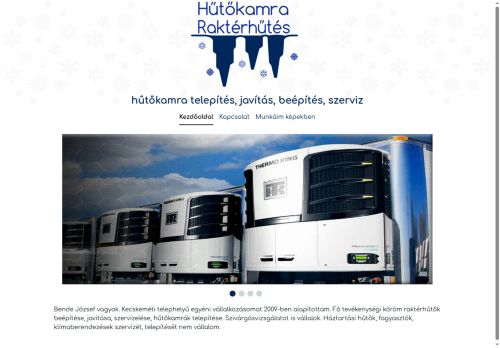 Hűtőkamra
Raktérhűtés
hűtőkamra telepítés, javítás, beépítés, szerviz
Kezdőoldal Kapcsolat Munkáim képekben
THERMO KING
Bende József vagyok. Kecskeméti telephelyű egyéni vállalkozásomat 2009-ben alapítottam. Fő tevékenységi köröm raktérhűtők
beépítése, javítása, szervizelése, hűtőkamrák telepítése. Szivárgásvizsgálatot is vállalok. Háztartási hűtők, fagyasztók,
klímaberendezések szervizét, telepítését nem vállalom.